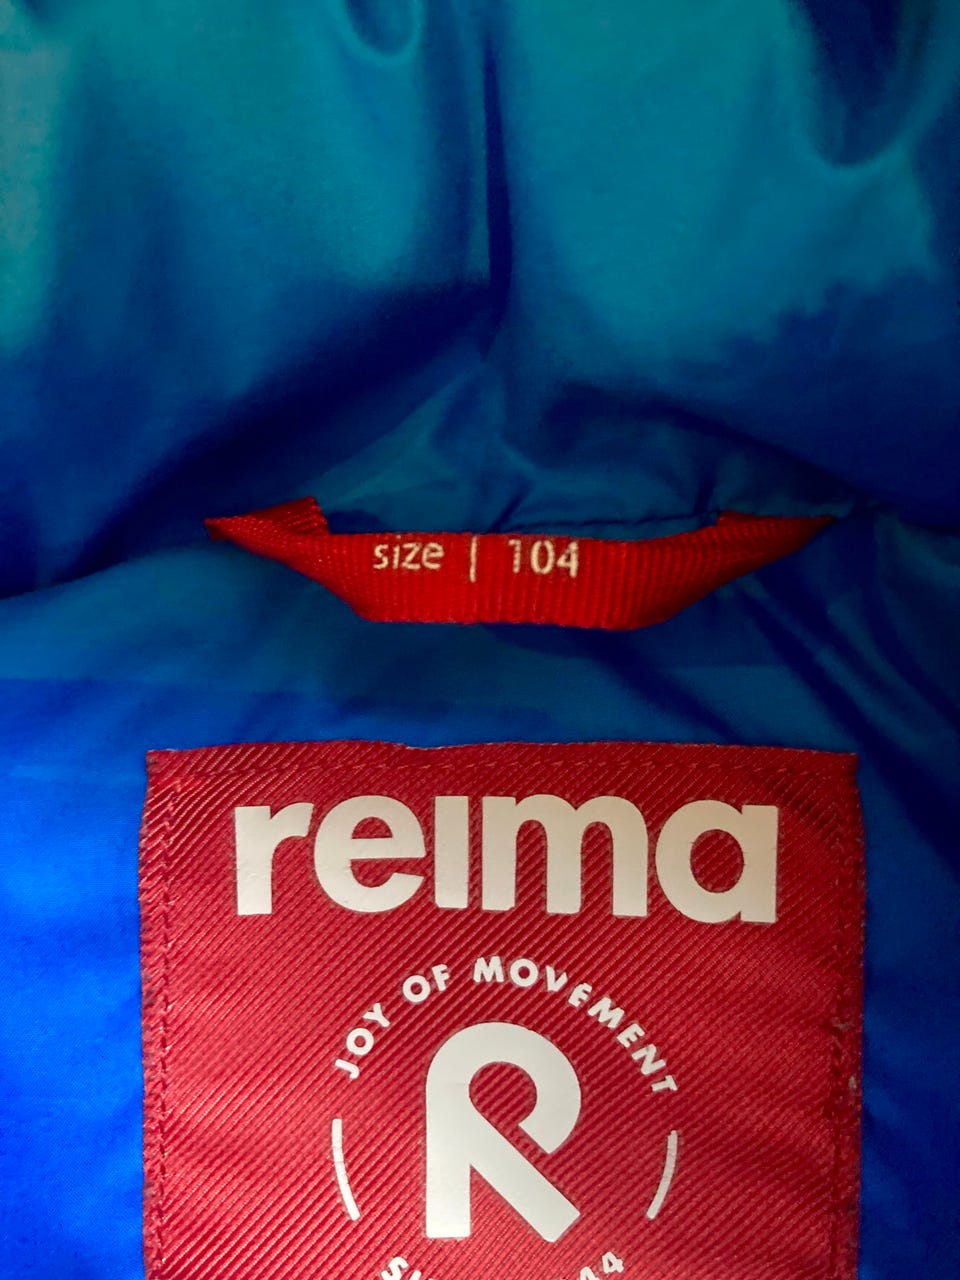 size | 104
reima
JOY OF MOVEMENT
R